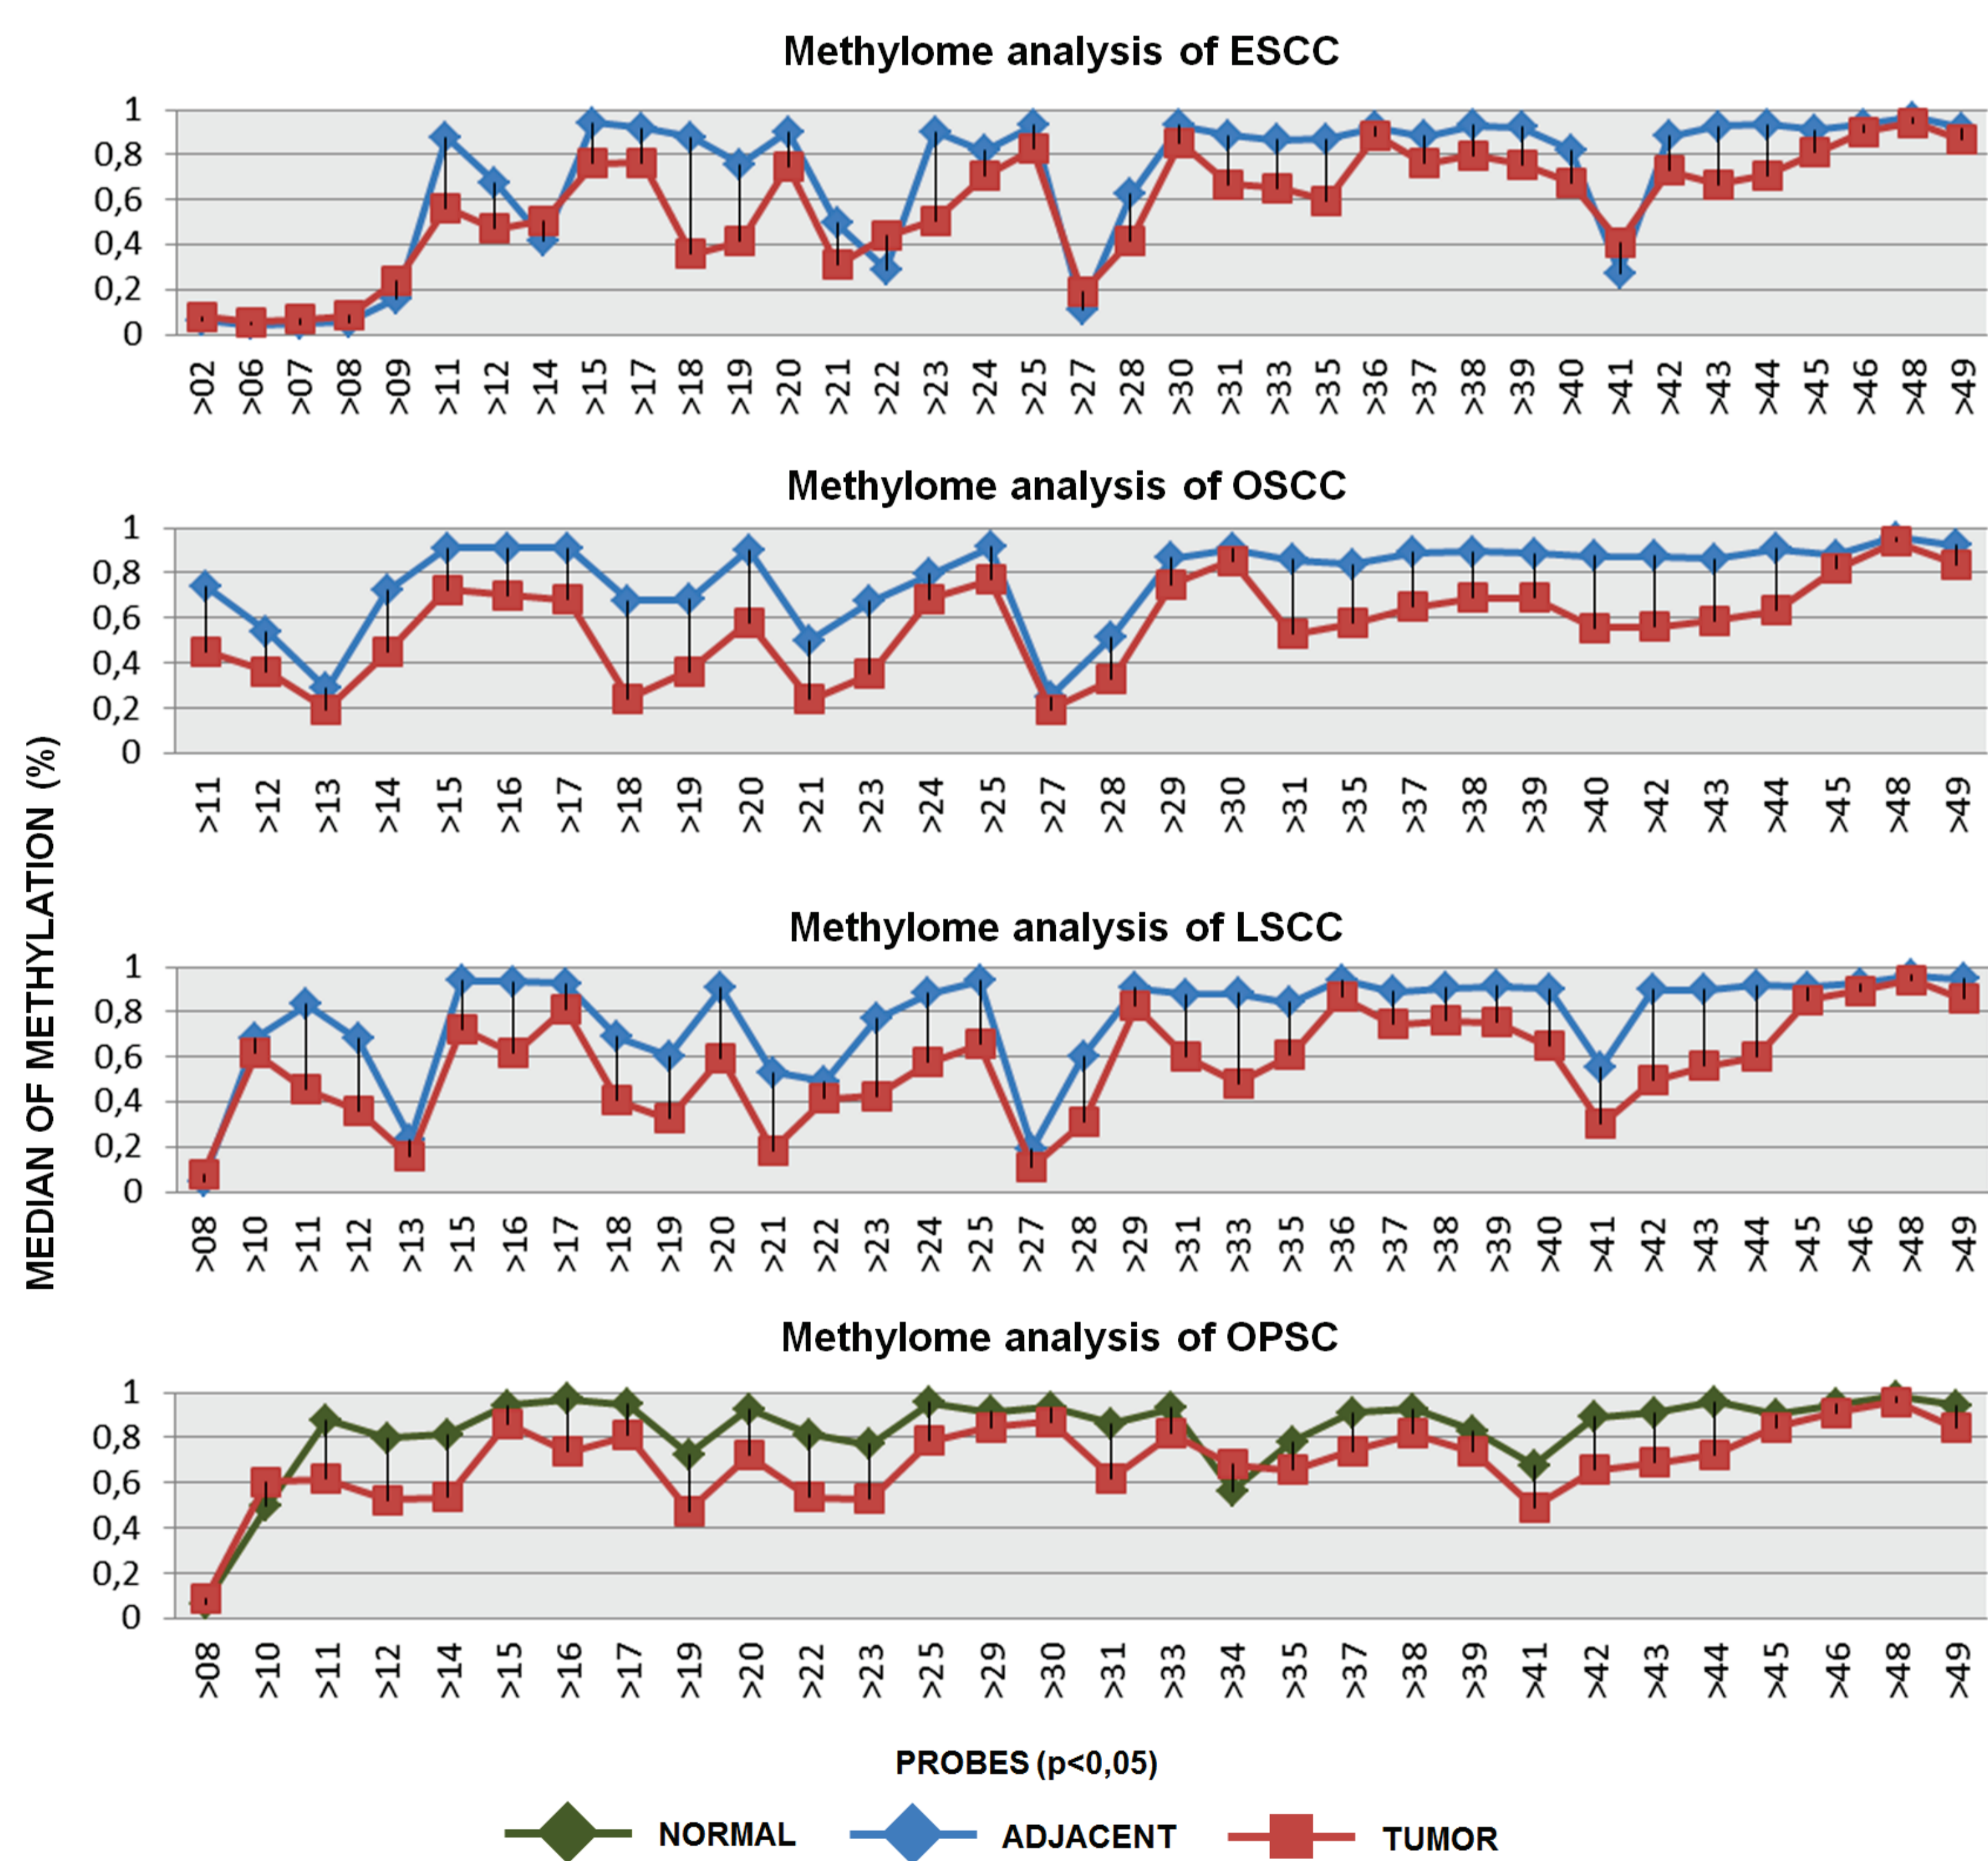 Methylome analysis of ESCC
1
0,8
0,6
0,4
0,2
0
>02 >06 >07 >08 >09 >11 >12 >14 >15 >17 >18 >19 >20 >21 >22 >23 >24 >25 >27 >28 >30 >31 >33 >35 >36 >37 >38 >39 >40 >41 >42 >43 >44 >45 >46 >48 >49
Methylome analysis of OSCC
1
0,8
0,6
0,4
0,2
0
>11 >12 >13 >14 >15 >16 >17 >18 >19 >20 >21 >23 >24 >25 >27 >28 >29 >30 >31 >35 >37 >38 >39 >40 >42 >43 >44 >45 >48 >49
MEDIAN OF METHYLATION (%)
Methylome analysis of LSCC
1
0,8
0,6
0,4
0,2
0
>08 >10 >11 >12 >13 >15 >16 >17 >18 >19 >20 >21 >22 >23 >24 >25 >27 >28 >29 >31 >33 >35 >36 >37 >38 >39 >40 >41 >42 >43 >44 >45 >46 >48 >49
Methylome analysis of OPSC
1
0,8
0,6
0,4
0,2
0
>08 >10 >11 >12 >14 >15 >16 >17 >19 >20 >22 >23 >25 >29 >30 >31 >33 >34 >35 >37 >38 >39 >41 >42 >43 >44 >45 >46 >48 >49
PROBES (p<0,05)
NORMAL ADJACENT TUMOR